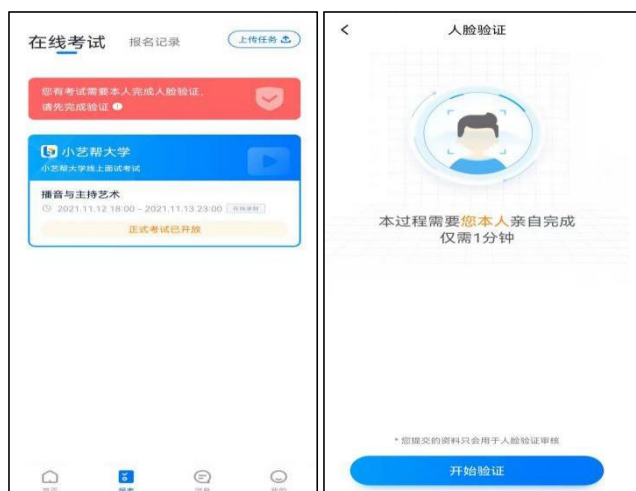 在线考试
报名记录
上传任务
您有考试需要本人完成人脸验证,
请先完成验证
小艺帮大学
小艺帮大学线上面试考试
播音与主持艺术
2021.11.12 18:00 - 2021.11.13 23:00
正式考试已开放
人脸验证
本过程需要您本人亲自完成
仅需1分钟
* 您提交的资料只会用于人脸验证审核
开始验证